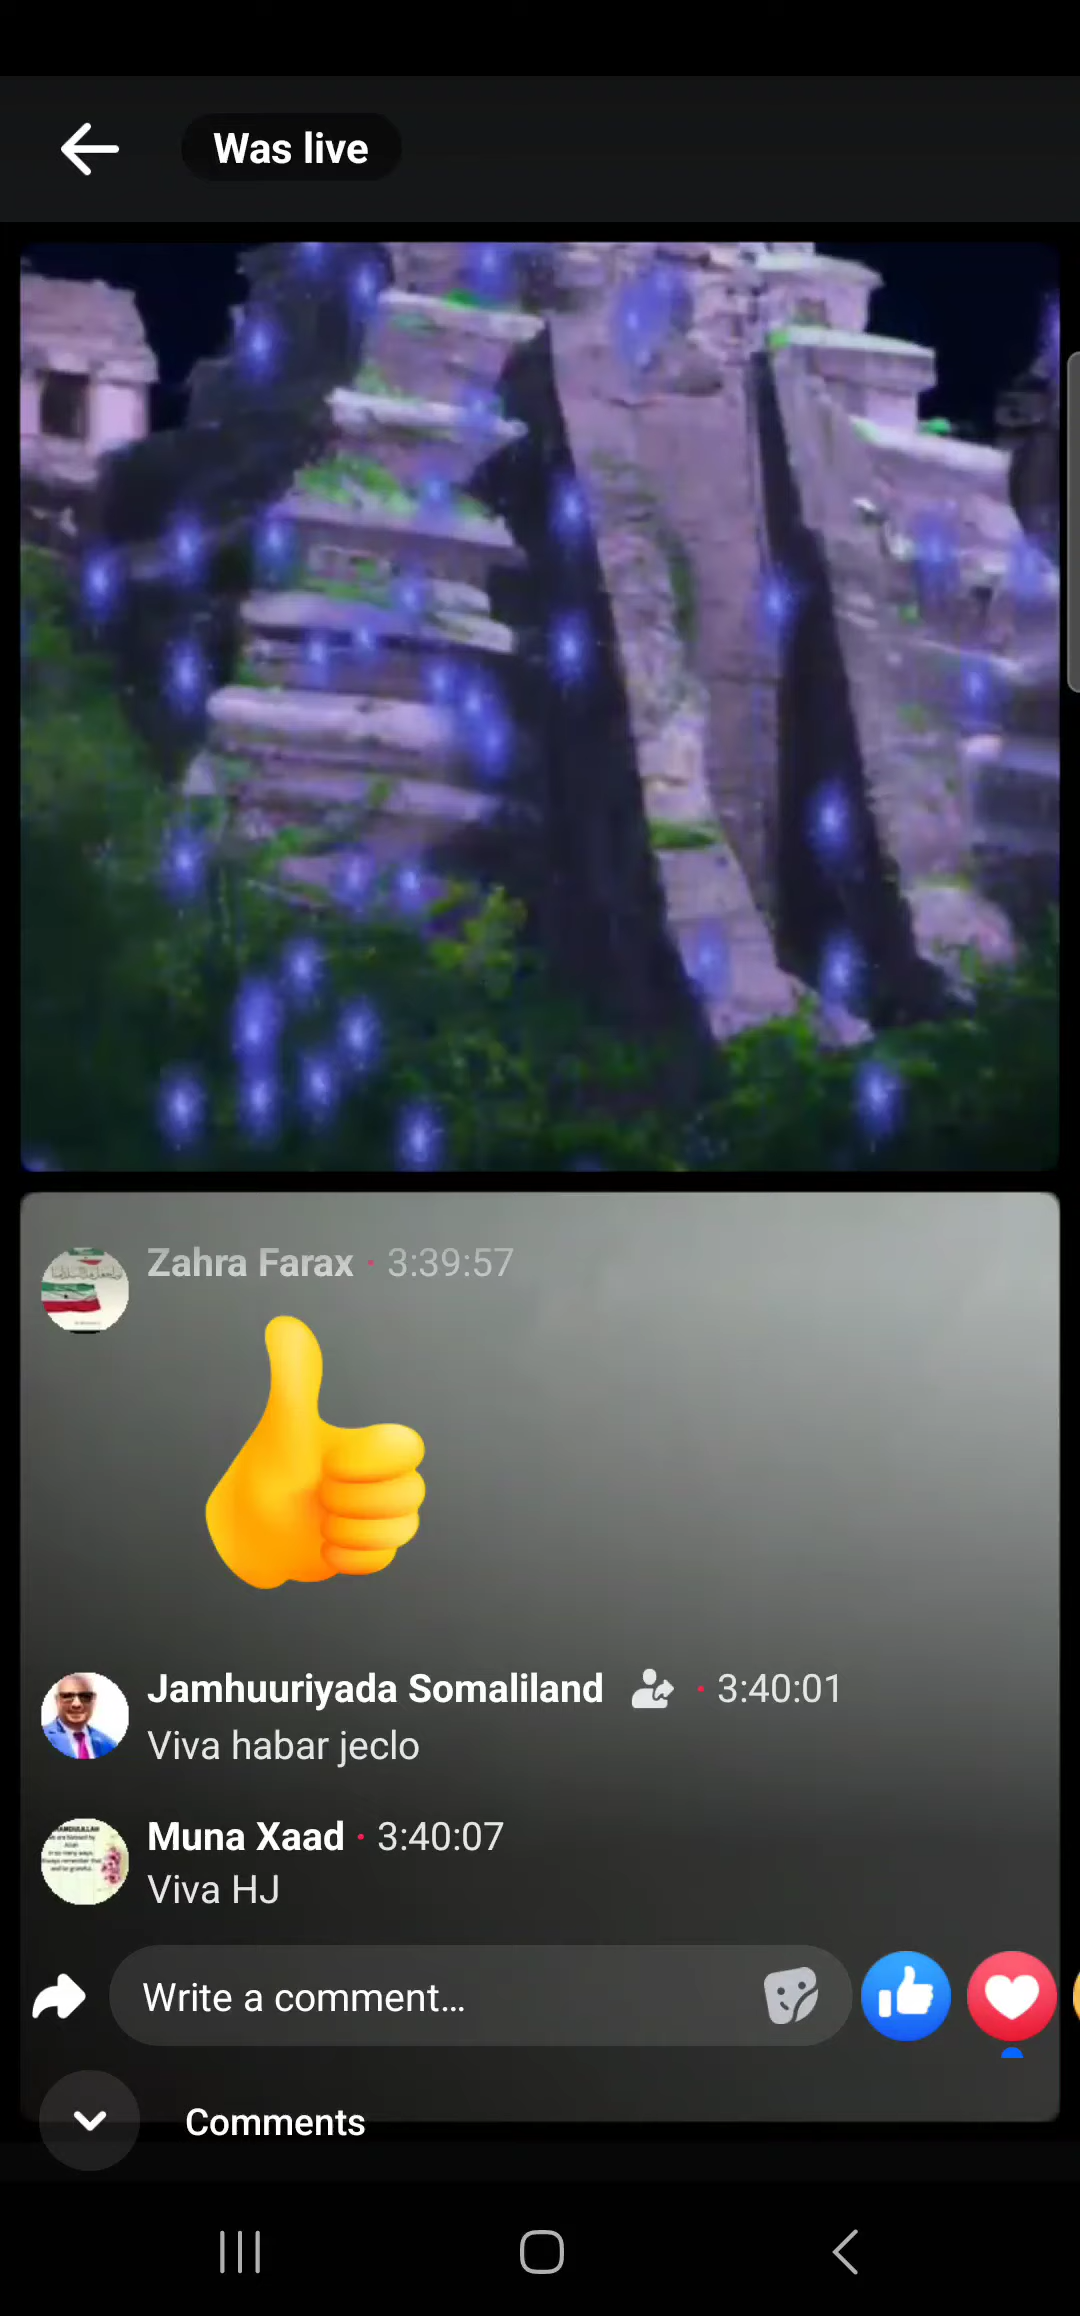 Was live
Zahra Farax · 3:39:57
Jamhuuriyada Somaliland · 3:40:01
Viva habar jeclo
Muna Xaad · 3:40:07
Viva HJ
Write a comment...
Comments